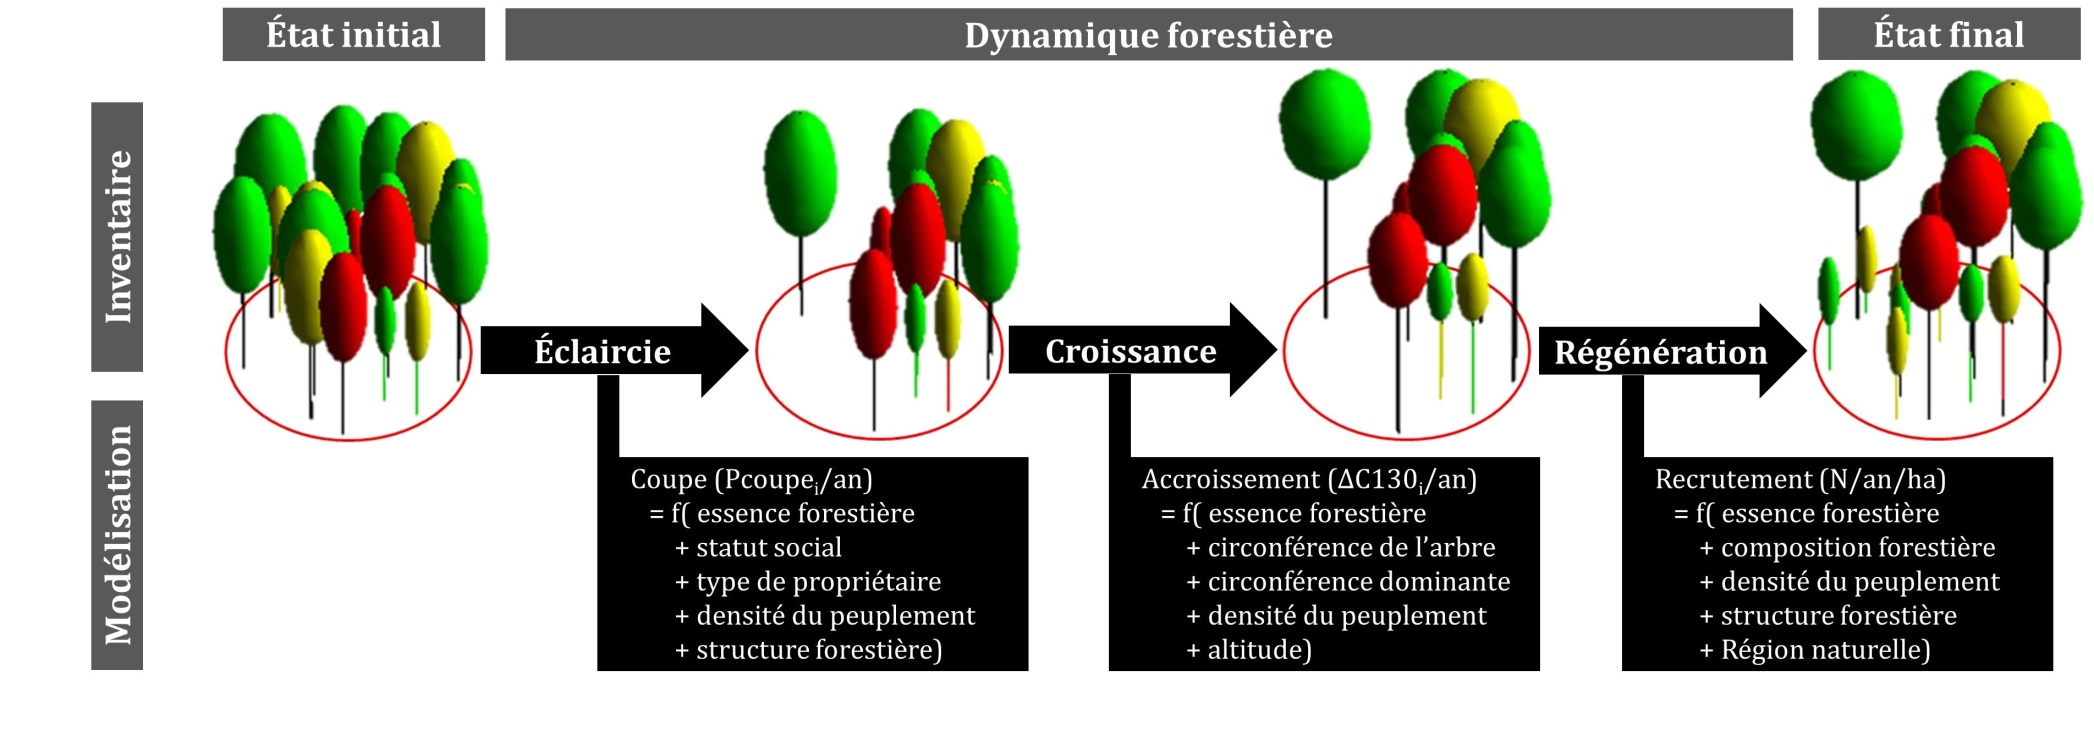 État initial
Dynamique forestière
État final
Inventaire
Éclaircie
Croissance
Régénération
Modélisation
Coupe (Pcoupeᵢ/an)
= f( essence forestière
+ statut social
+ type de propriétaire
+ densité du peuplement
+ structure forestière)
Accroissement (ΔC130ᵢ/an)
= f( essence forestière
+ circonférence de l’arbre
+ circonférence dominante
+ densité du peuplement
+ altitude)
Recrutement (N/an/ha)
= f( essence forestière
+ composition forestière
+ densité du peuplement
+ structure forestière
+ Région naturelle)